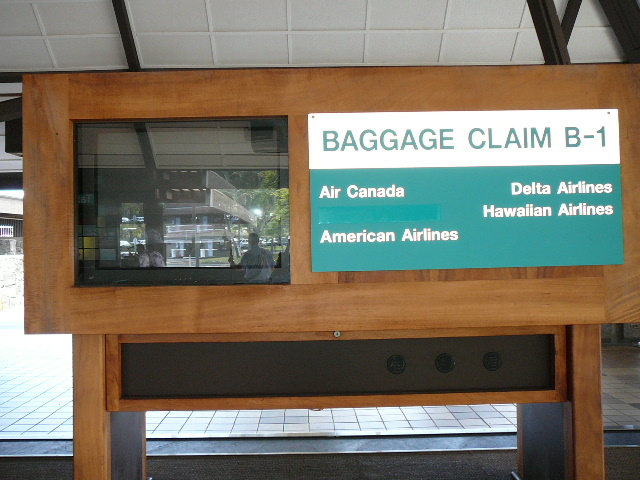 BAGGAGE CLAIM B-1
Air Canada
Delta Airlines
Hawaiian Airlines
American Airlines